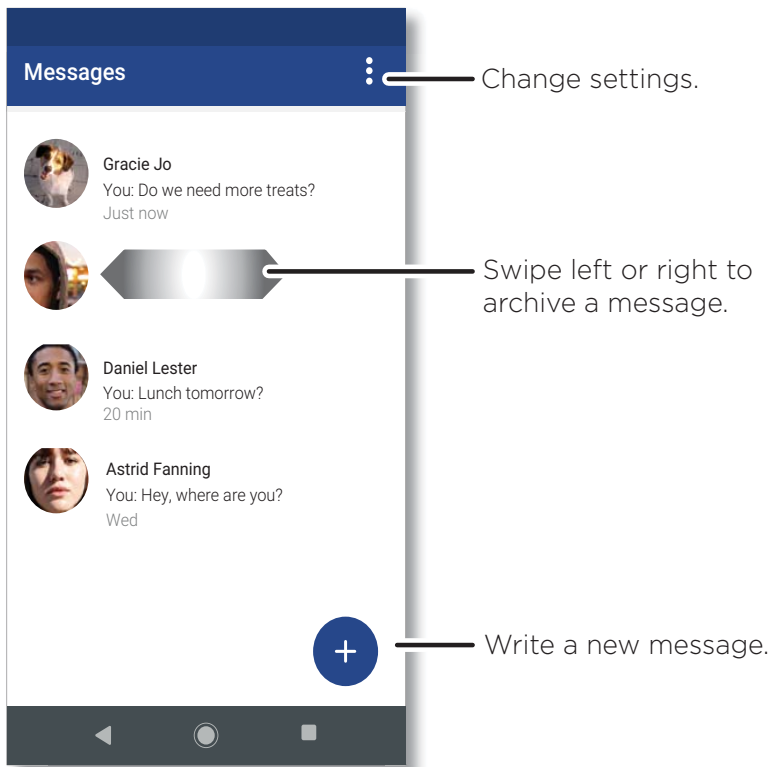 Messages
Change settings.
Gracie Jo
You: Do we need more treats?
Just now
Swipe left or right to
archive a message.
Daniel Lester
You: Lunch tomorrow?
20 min
Astrid Fanning
You: Hey, where are you?
Wed
Write a new message.